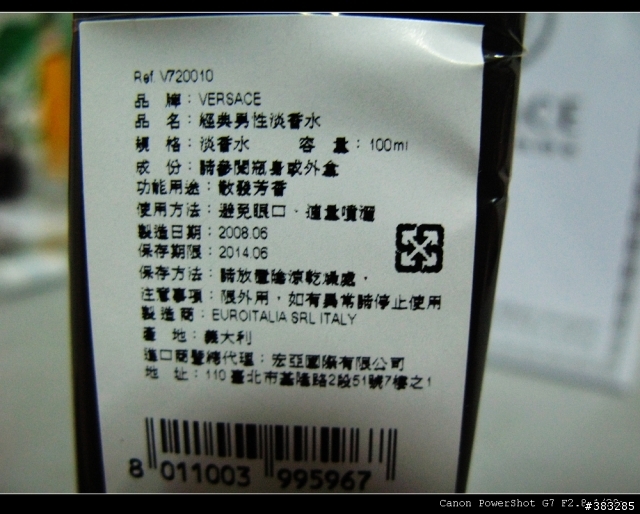 Ref. V720010
品 牌：VERSACE
品 名：經典男性淡香水
規 格：淡香水 容 量：100ml
成 份：請參閱瓶身或外盒
功能用途：散發芳香
使用方法：避免眼口、適量噴灑
製造日期：2008.06
保存期限：2014.06
保存方法：請放置陰涼乾燥處，
注意事項：限外用，如有異常請停止使用
製造商：EUROITALIA SRL ITALY
產 地：義大利
進口商暨總代理：宏亞國際有限公司
地 址：110 臺北市基隆路2段51號7樓之1
8 011003 995967
Canon PowerShot G7 F2.8
#383285